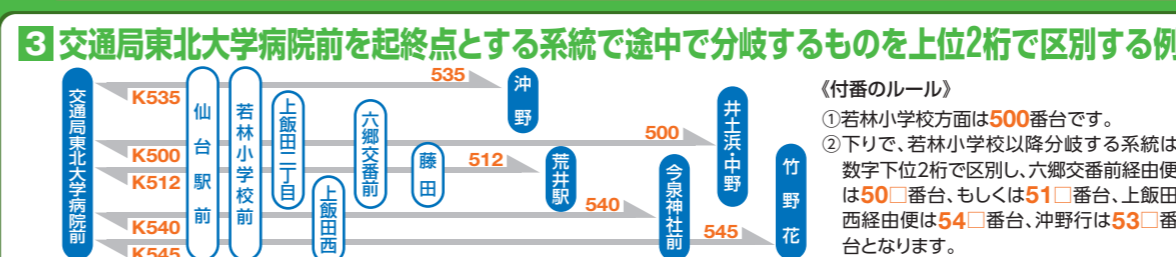 3 交通局東北大学病院前を起終点とする系統で途中で分岐するものを上位2桁で区別する例
交通局東北大学病院前
仙台駅前
若林小学校前
上飯田二丁目
上飯田西
六郷交番前
藤田
沖野
荒井駅
今泉神社前
井土浜・中野
竹野花
535
K535
500
K500
512
K512
540
K540
545
K545
《付番のルール》
①若林小学校方面は500番台です。
②下りで、若林小学校以降分岐する系統は
数字下位2桁で区別し、六郷交番前経由便
は50□番台、もしくは51□番台、上飯田
西経由便は54□番台、沖野行は53□番
台となります。